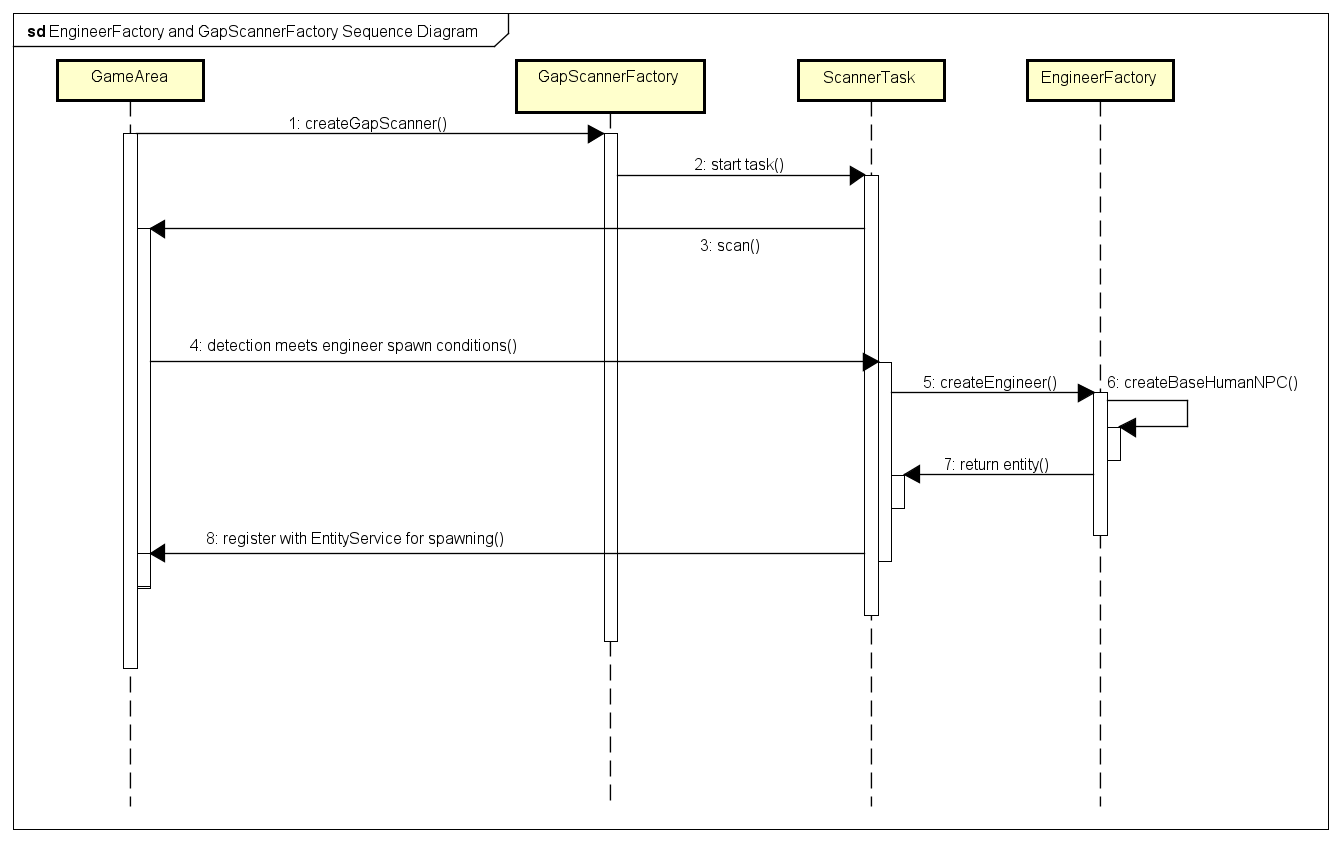 sd EngineerFactory and GapScannerFactory Sequence Diagram
GameArea
GapScannerFactory
ScannerTask
EngineerFactory
1: createGapScanner()
2: start task()
3: scan()
4: detection meets engineer spawn conditions()
5: createEngineer()
6: createBaseHumanNPC()
7: return entity()
8: register with EntityService for spawning()